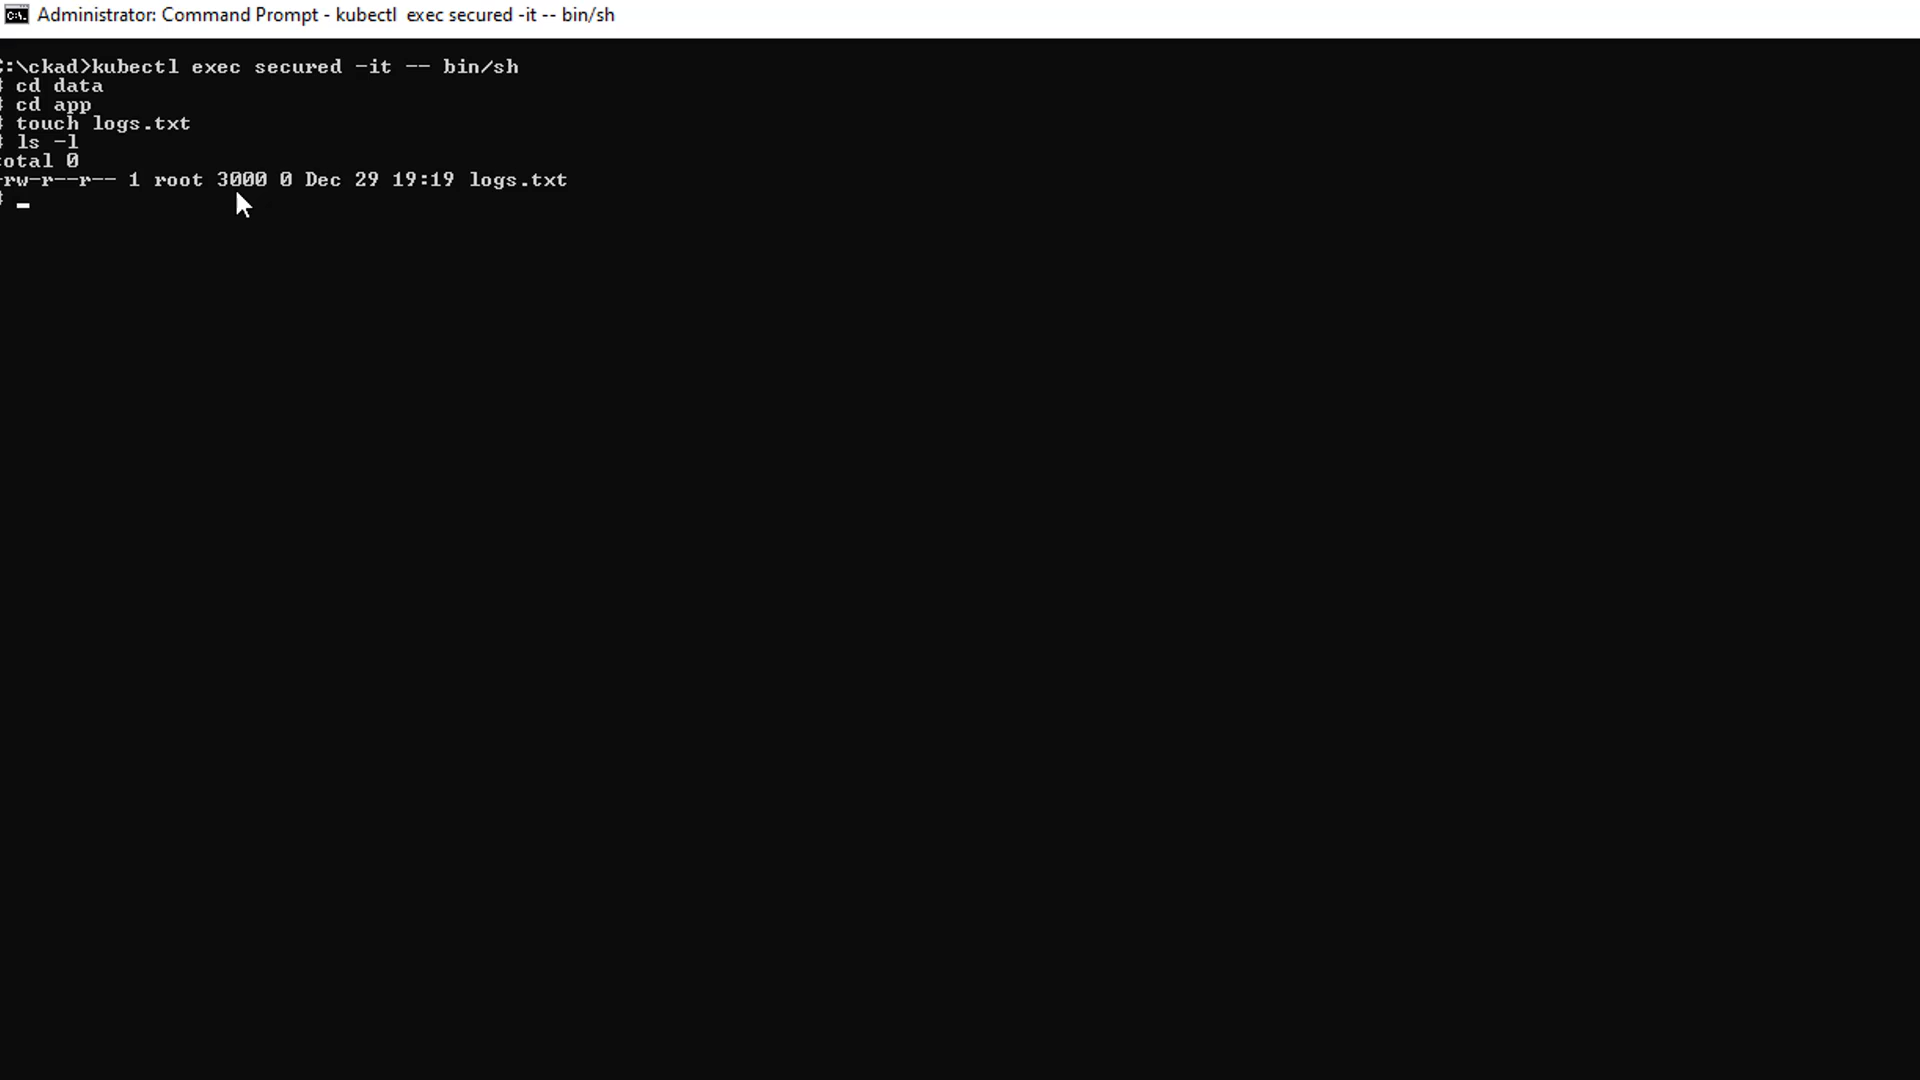 Administrator: Command Prompt - kubectl  exec secured -it -- bin/sh
:\ckad>kubectl exec secured -it -- bin/sh
# cd data
# cd app
# touch logs.txt
# ls -l
total 0
-rw-r--r-- 1 root 3000 0 Dec 29 19:19 logs.txt
#